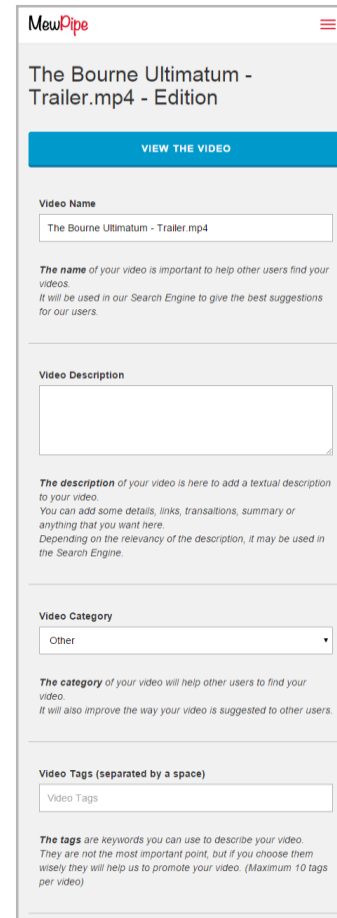 MewPipe
The Bourne Ultimatum -
Trailer.mp4 - Edition
VIEW THE VIDEO
Video Name
The Bourne Ultimatum - Trailer.mp4
The name of your video is important to help other users find your
videos.
It will be used in our Search Engine to give the best suggestions
for our users.
Video Description
The description of your video is here to add a textual description
to your video.
You can add some details, links, transaltions, summary or
anything that you want here.
Depending on the relevancy of the description, it may be used in
the Search Engine.
Video Category
Other
The category of your video will help other users to find your
video.
It will also improve the way your video is suggested to other users.
Video Tags (separated by a space)
Video Tags
The tags are keywords you can use to describe your video.
They are not the most important point, but if you choose them
wisely they will help us to promote your video. (Maximum 10 tags
per video)